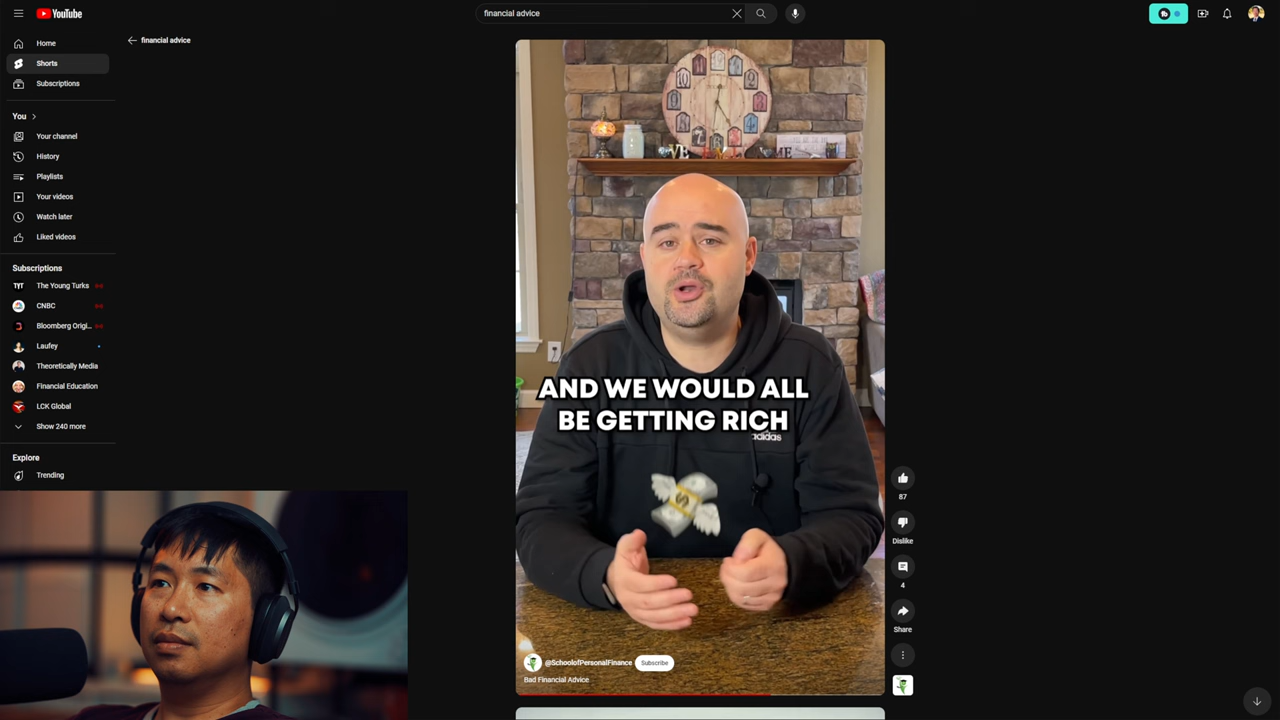 YouTube
financial advice
Home
financial advice
Shorts
Subscriptions
You
Your channel
History
Playlists
Your videos
Watch later
Liked videos
Subscriptions
TYT The Young Turks
CNBC
Bloomberg Origi...
Laufey
Theoretically Media
Financial Education
LCK Global
Show 240 more
Explore
Trending
AND WE WOULD ALL
BE GETTING RICH
adidas
87
Dislike
4
Share
@SchoolofPersonalFinance Subscribe
Bad Financial Advice